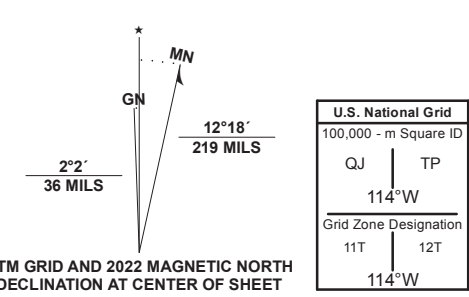 ★
MN
GN
12°18´
219 MILS
2°2´
36 MILS
TM GRID AND 2022 MAGNETIC NORTH
DECLINATION AT CENTER OF SHEET
U.S. National Grid
100,000 - m Square ID
QJ TP
114°W
Grid Zone Designation
11T 12T
114°W